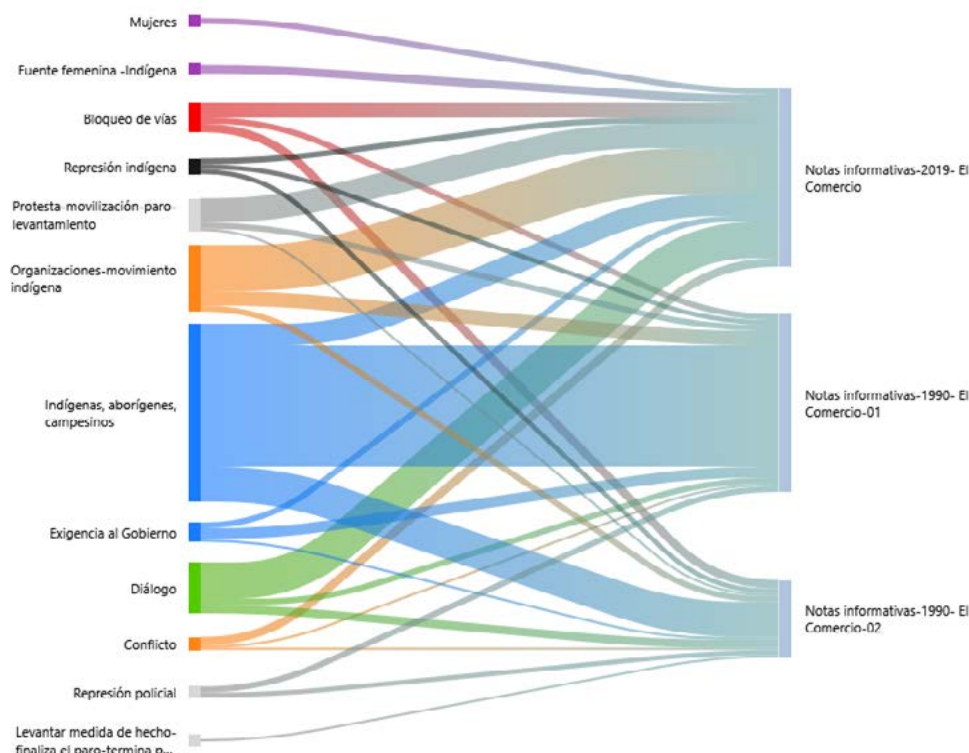 Mujeres
Fuente femenina -Indígena
Bloqueo de vías
Represión indígena
Protesta-movilización-paro-
levantamiento
Organizaciones-movimiento
indígena
Indígenas, aborígenes,
campesinos
Exigencia al Gobierno
Diálogo
Conflicto
Represión policial
Levantar medida de hecho-
finaliza el paro-termina p...
Notas informativas-2019- El
Comercio
Notas informativas-1990- El
Comercio-01
Notas informativas-1990- El
Comercio-02